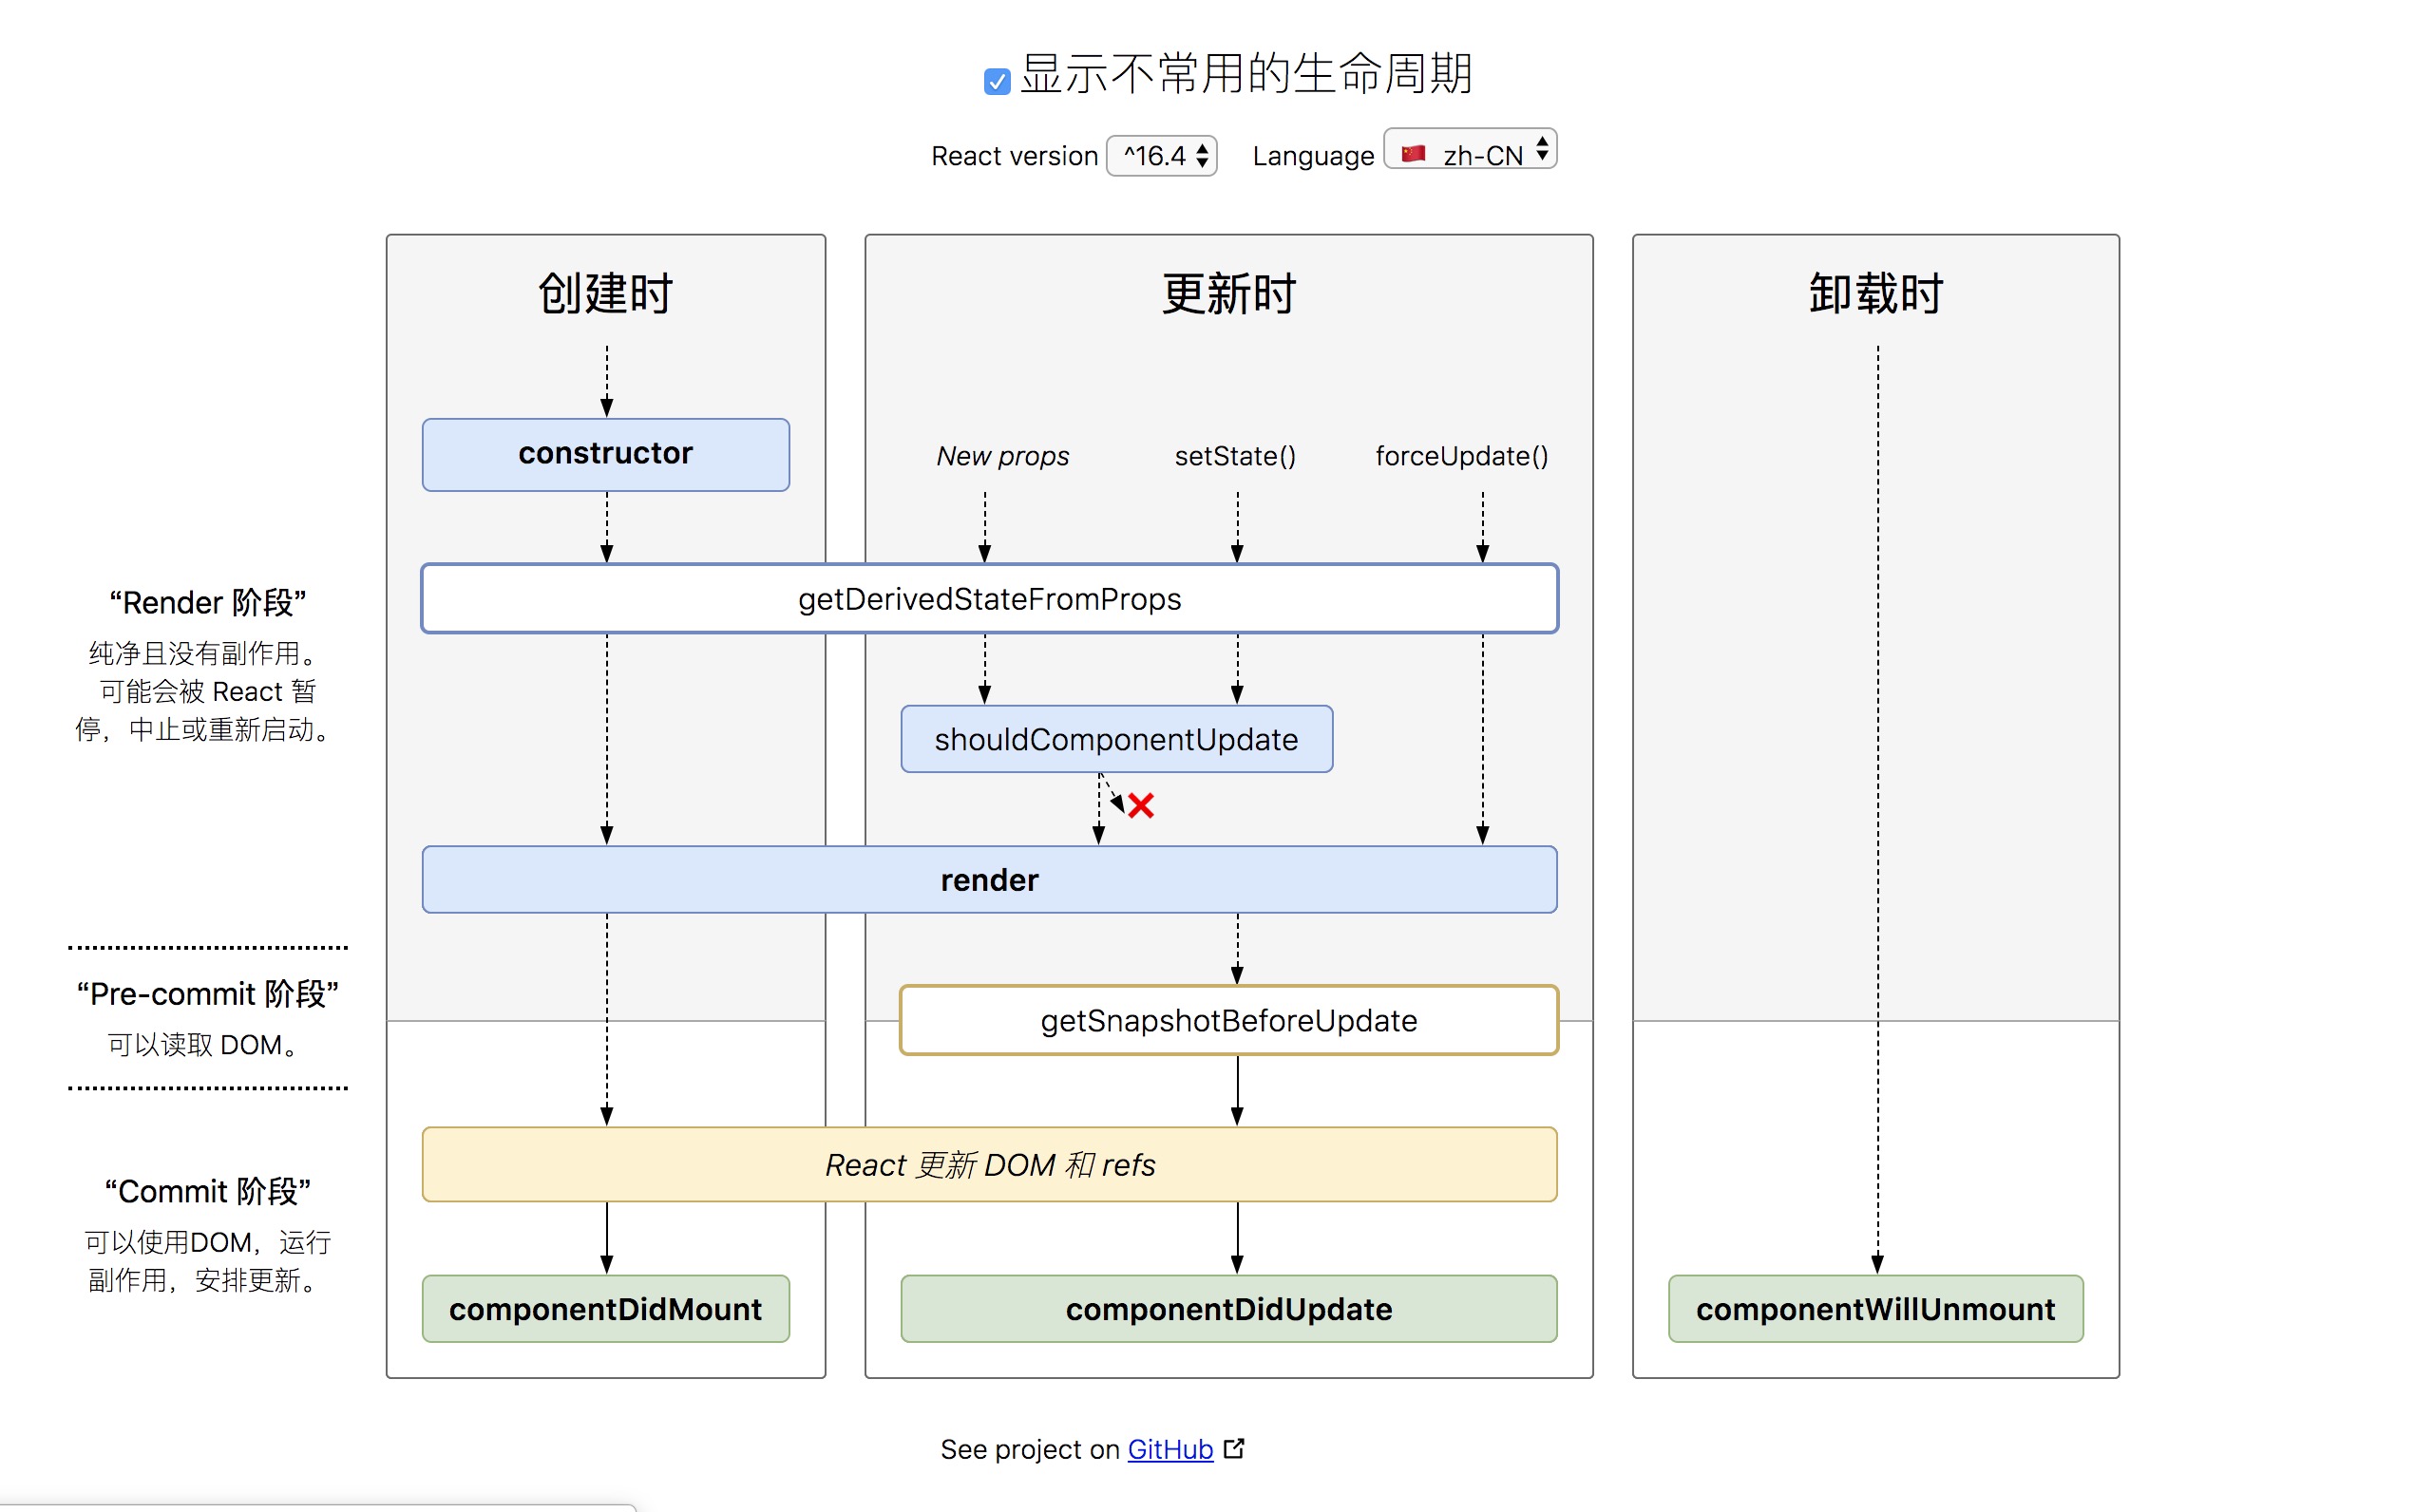 显示不常用的生命周期
React version ^16.4 Language 🇨🇳 zh-CN
创建时
更新时
卸载时
constructor
New props
setState()
forceUpdate()
getDerivedStateFromProps
“Render 阶段”
纯净且没有副作用。
可能会被 React 暂
停，中止或重新启动。
shouldComponentUpdate
render
“Pre-commit 阶段”
可以读取 DOM。
getSnapshotBeforeUpdate
React 更新 DOM 和 refs
“Commit 阶段”
可以使用DOM，运行
副作用，安排更新。
componentDidMount
componentDidUpdate
componentWillUnmount
See project on GitHub